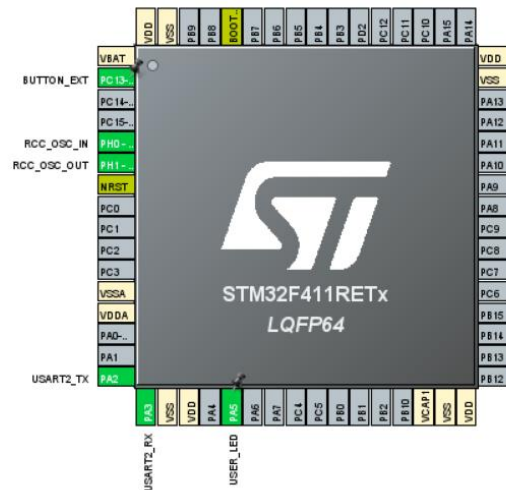 VDD
VSS
PB9
PB8
BOOT..
PB7
PB6
PB5
PB4
PB3
PD2
PC12
PC11
PC10
PA15
PA14
VBAT
BUTTON_EXT PC13-..
PC14-..
PC15-..
RCC_OSC_IN PH0-..
RCC_OSC_OUT PH1-..
NRST
PC0
PC1
PC2
PC3
VSSA
VDDA
PA0-..
PA1
USART2_TX PA2
STM32F411RETx
LQFP64
VDD
VSS
PA13
PA12
PA11
PA10
PA9
PA8
PC9
PC8
PC7
PC6
PB15
PB14
PB13
PB12
PA3
VSS
VDD
PA4
PA5
PA6
PA7
PC4
PC5
PB0
PB1
PB2
PB10
VCAP1
VSS
VDD
USART2_RX
USER_LED